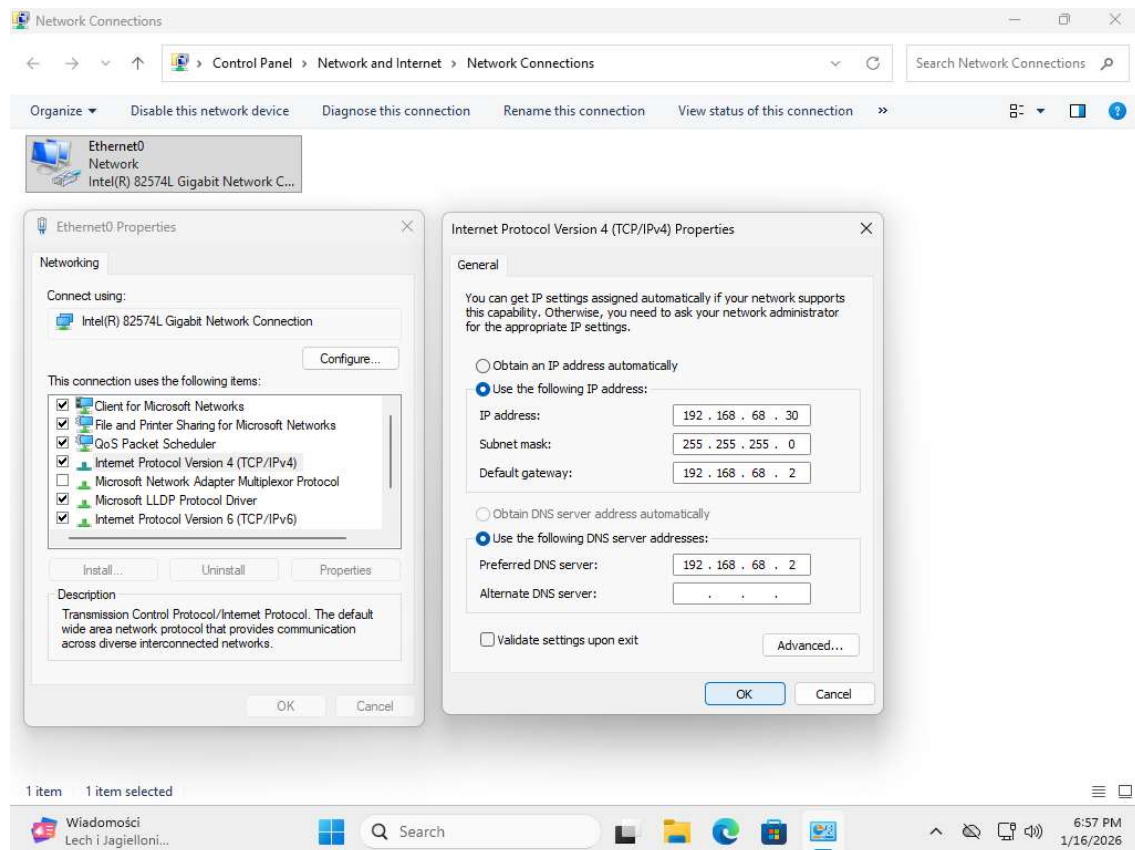 Network Connections
Control Panel > Network and Internet > Network Connections
Search Network Connections
Organize
Disable this network device
Diagnose this connection
Rename this connection
View status of this connection
»
Ethernet0
Network
Intel(R) 82574L Gigabit Network C...
Ethernet0 Properties
Networking
Connect using:
Intel(R) 82574L Gigabit Network Connection
Configure...
This connection uses the following items:
Client for Microsoft Networks
File and Printer Sharing for Microsoft Networks
QoS Packet Scheduler
Internet Protocol Version 4 (TCP/IPv4)
Microsoft Network Adapter Multiplexor Protocol
Microsoft LLDP Protocol Driver
Internet Protocol Version 6 (TCP/IPv6)
Install...
Uninstall
Properties
Description
Transmission Control Protocol/Internet Protocol. The default
wide area network protocol that provides communication
across diverse interconnected networks.
OK
Cancel
Internet Protocol Version 4 (TCP/IPv4) Properties
General
You can get IP settings assigned automatically if your network supports
this capability. Otherwise, you need to ask your network administrator
for the appropriate IP settings.
Obtain an IP address automatically
Use the following IP address:
IP address: 192 . 168 . 68 . 30
Subnet mask: 255 . 255 . 255 . 0
Default gateway: 192 . 168 . 68 . 2
Obtain DNS server address automatically
Use the following DNS server addresses:
Preferred DNS server: 192 . 168 . 68 . 2
Alternate DNS server: . . .
Validate settings upon exit
Advanced...
OK
Cancel
1 item
1 item selected
Wiadomości
Lech i Jagielloni...
Search
6:57 PM
1/16/2026